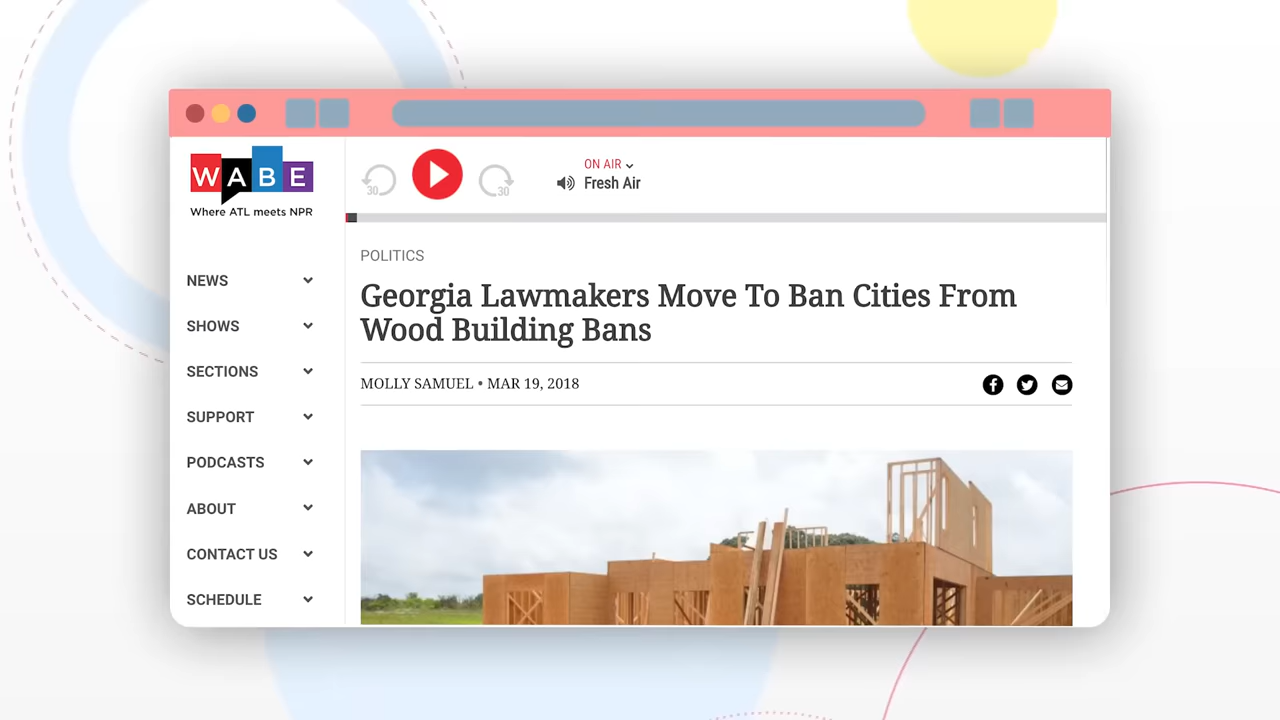 WABE
Where ATL meets NPR
NEWS
SHOWS
SECTIONS
SUPPORT
PODCASTS
ABOUT
CONTACT US
SCHEDULE
30
30
ON AIR
Fresh Air
POLITICS
Georgia Lawmakers Move To Ban Cities From
Wood Building Bans
MOLLY SAMUEL • MAR 19, 2018